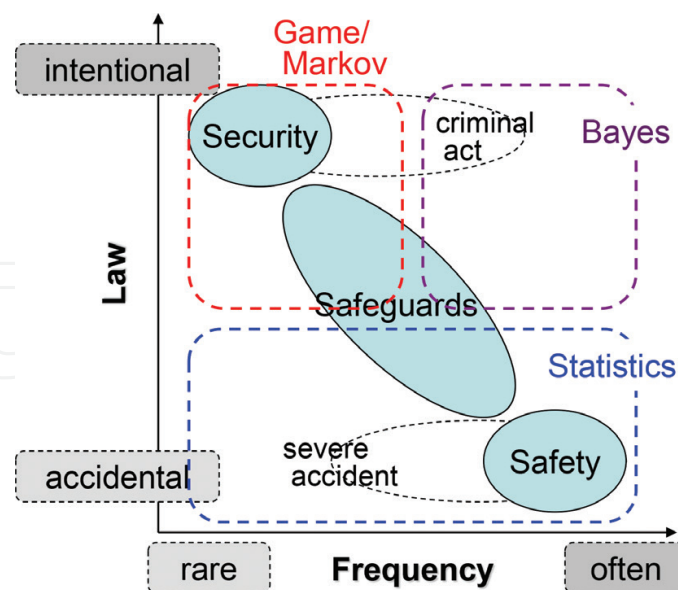 Game/
Markov
intentional
Security
criminal
act
Bayes
Law
Safeguards
Statistics
severe
accident
accidental
Safety
rare
Frequency
often